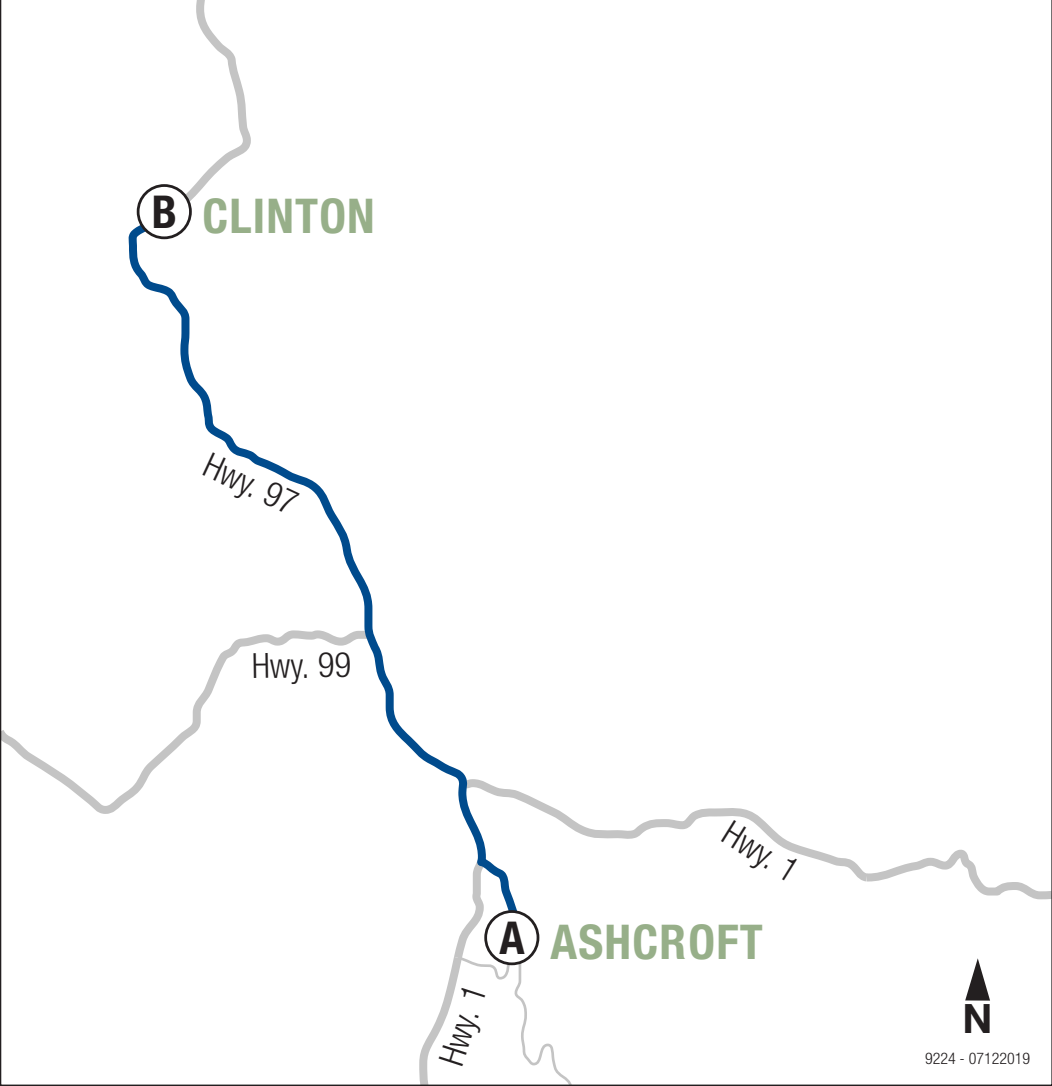 B CLINTON
Hwy. 97
Hwy. 99
Hwy. 1
A ASHCROFT
Hwy. 1
N
9224 - 07122019